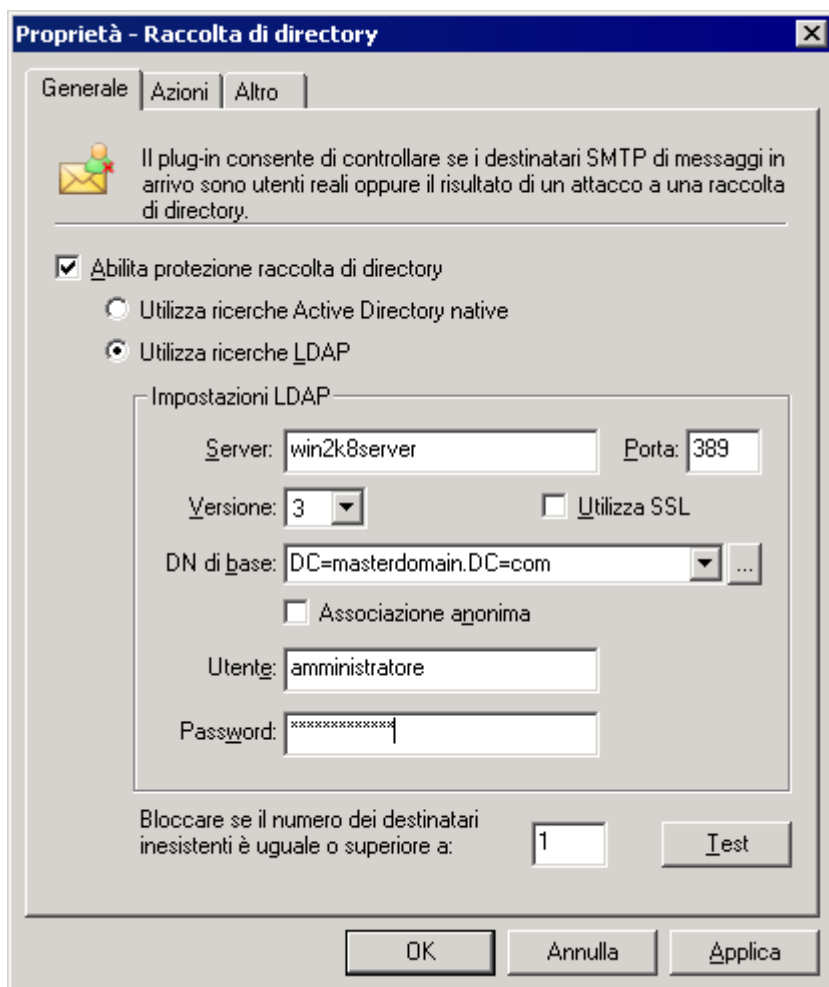 Proprietà - Raccolta di directory
Generale Azioni Altro
Il plug-in consente di controllare se i destinatari SMTP di messaggi in
arrivo sono utenti reali oppure il risultato di un attacco a una raccolta
di directory.
Abilita protezione raccolta di directory
Utilizza ricerche Active Directory native
Utilizza ricerche LDAP
Impostazioni LDAP
Server: win2k8server Porta: 389
Versione: 3 Utilizza SSL
DN di base: DC=masterdomain.DC=com ...
Associazione anonima
Utente: amministratore
Password: *************
Bloccare se il numero dei destinatari
inesistenti è uguale o superiore a: 1 Test
OK Annulla Applica